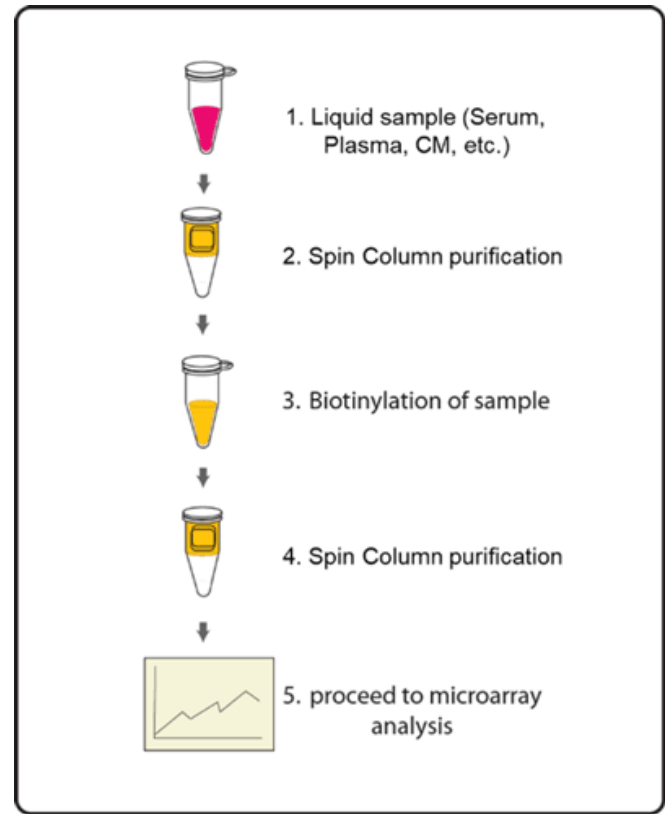 1. Liquid sample (Serum,
Plasma, CM, etc.)
2. Spin Column purification
3. Biotinylation of sample
4. Spin Column purification
5. proceed to microarray
analysis